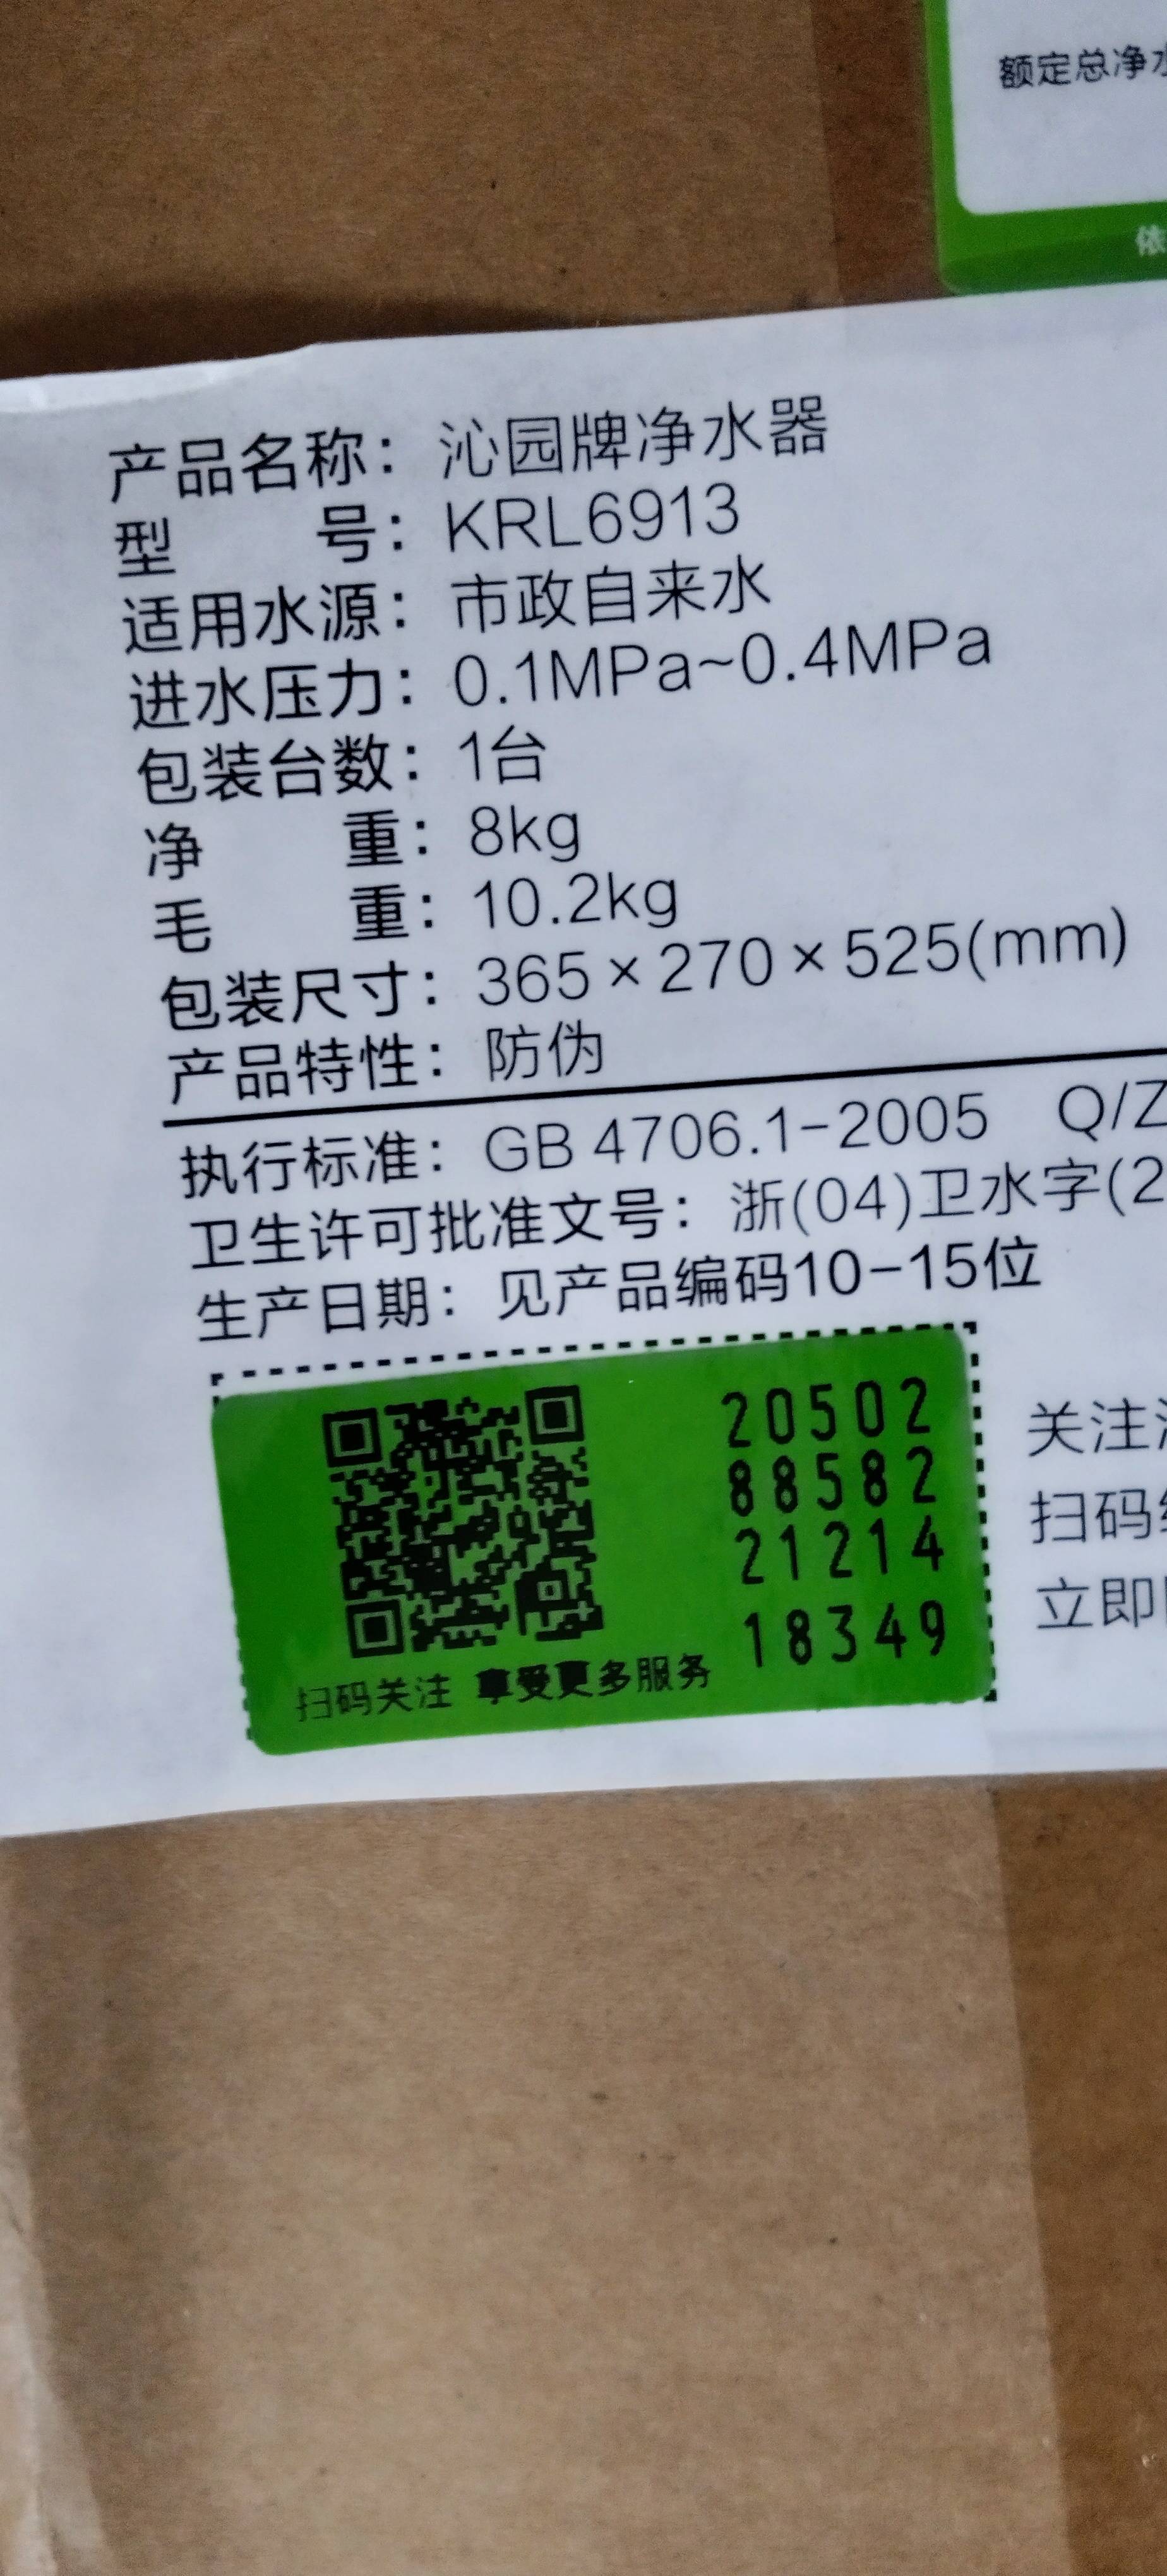 额定总净水
依
产品名称：沁园牌净水器
型 号：KRL6913
适用水源：市政自来水
进水压力：0.1MPa~0.4MPa
包装台数：1台
净 重：8kg
毛 重：10.2kg
包装尺寸：365×270×525(mm)
产品特性：防伪
执行标准：GB 4706.1-2005 Q/Z
卫生许可批准文号：浙(04)卫水字(2
生产日期：见产品编码10-15位
20502
88582
21214
18349
扫码关注 享受更多服务
关注
扫码
立即